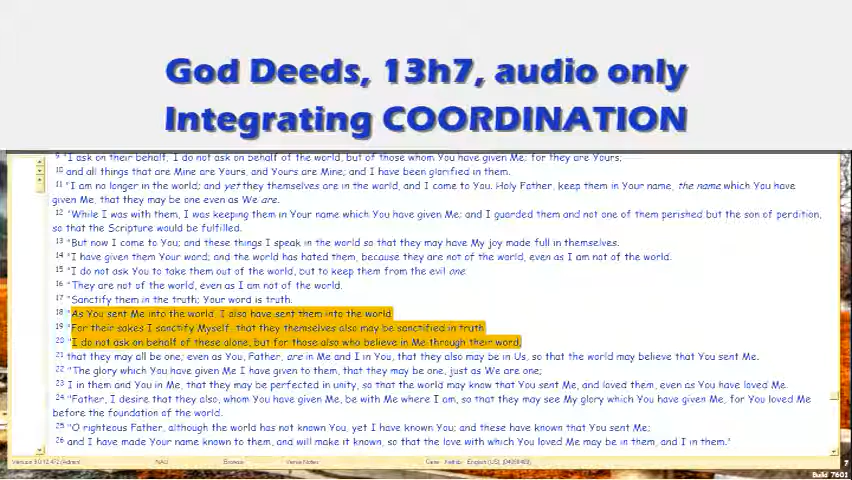 God Deeds, 13h7, audio only
Integrating COORDINATION
9 "I ask on their behalf, I do not ask on behalf of the world, but of those whom You have given Me; for they are Yours;
10 and all things that are Mine are Yours, and Yours are Mine; and I have been glorified in them.
11 "I am no longer in the world; and yet they themselves are in the world, and I come to You. Holy Father, keep them in Your name, the name which You have
given Me, that they may be one even as We are.
12 "While I was with them, I was keeping them in Your name which You have given Me; and I guarded them and not one of them perished but the son of perdition,
so that the Scripture would be fulfilled.
13 "But now I come to You; and these things I speak in the world so that they may have My joy made full in themselves.
14 "I have given them Your word; and the world has hated them, because they are not of the world, even as I am not of the world.
15 "I do not ask You to take them out of the world, but to keep them from the evil one.
16 "They are not of the world, even as I am not of the world.
17 "Sanctify them in the truth; Your word is truth.
18 "As You sent Me into the world, I also have sent them into the world.
19 "For their sakes I sanctify Myself, that they themselves also may be sanctified in truth.
20 "I do not ask on behalf of these alone, but for those also who believe in Me through their word;
21 that they may all be one; even as You, Father, are in Me and I in You, that they also may be in Us, so that the world may believe that You sent Me.
22 "The glory which You have given Me I have given to them, that they may be one, just as We are one;
23 I in them and You in Me, that they may be perfected in unity, so that the world may know that You sent Me, and loved them, even as You have loved Me.
24 "Father, I desire that they also, whom You have given Me, be with Me where I am, so that they may see My glory which You have given Me, for You loved Me
before the foundation of the world.
25 "O righteous Father, although the world has not known You, yet I have known You; and these have known that You sent Me;
26 and I have made Your name known to them, and will make it known, so that the love with which You loved Me may be in them, and I in them."
NAU Browse Verse Notes English (US)
7
Build 7601